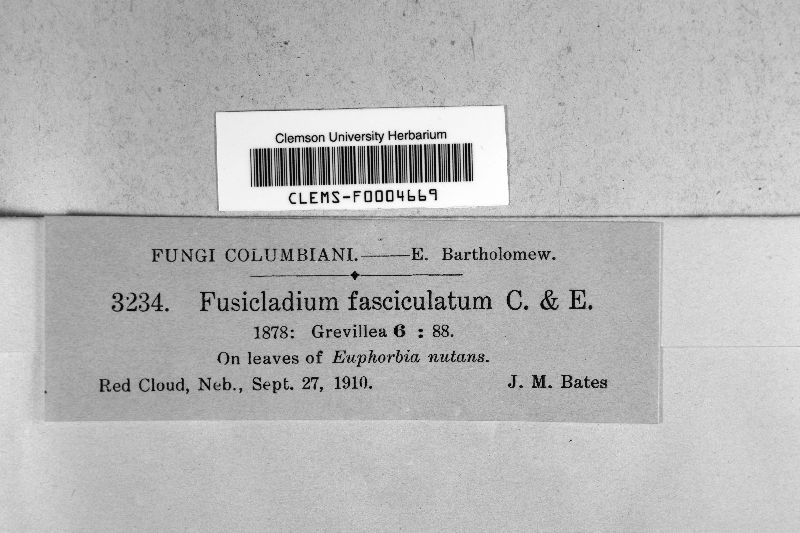 Clemson University Herbarium
CLEMS-F0004669
FUNGI COLUMBIANI.——E. Bartholomew.
3234. Fusicladium fasciculatum C. & E.
1878: Grevillea 6 : 88.
On leaves of Euphorbia nutans.
Red Cloud, Neb., Sept. 27, 1910. J. M. Bates